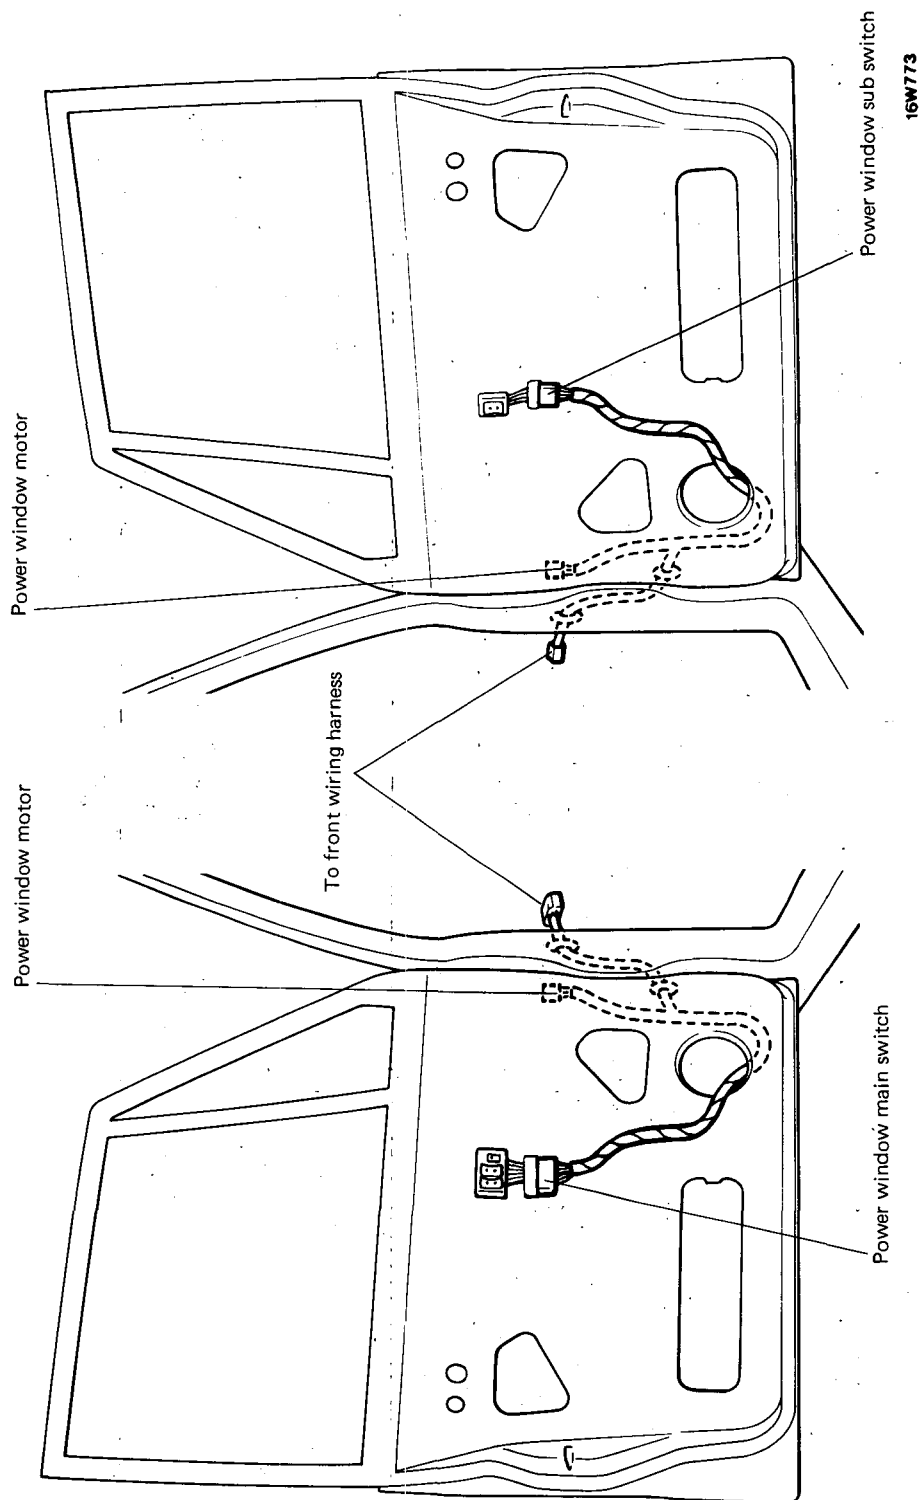 Power window motor
Power window motor
To front wiring harness
Power window main switch
Power window sub switch
16W773